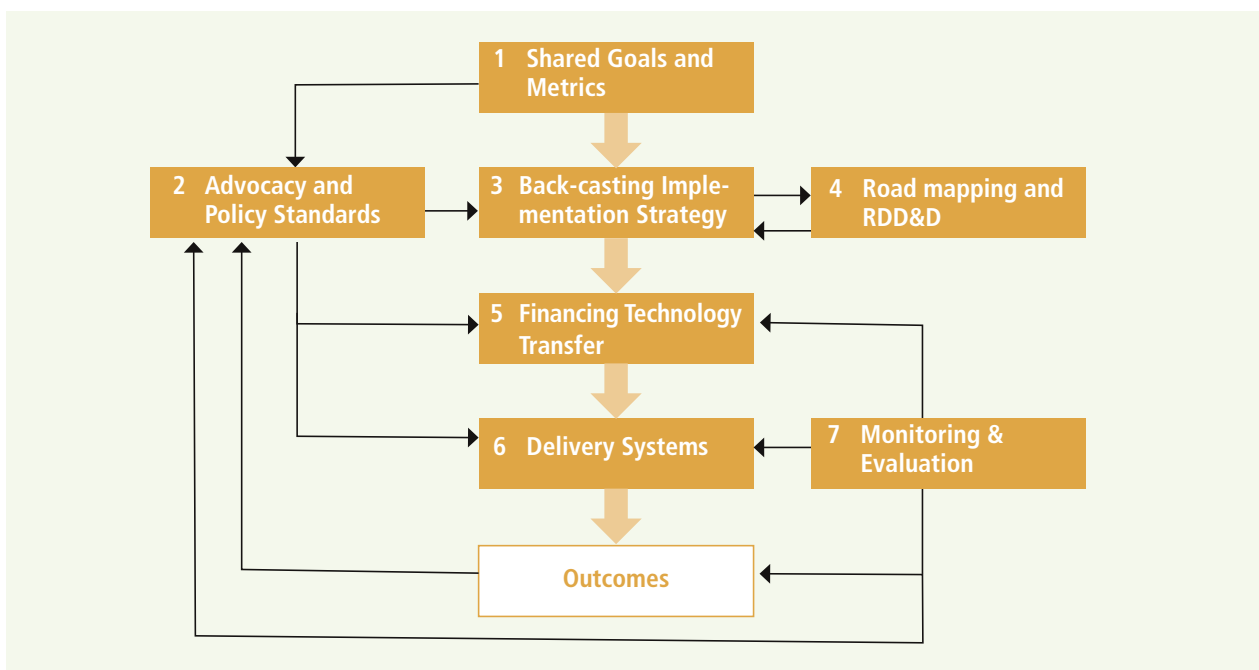 1 Shared Goals and
Metrics
2 Advocacy and
Policy Standards
3 Back-casting Imple-
mentation Strategy
4 Road mapping and
RDD&D
5 Financing Technology
Transfer
6 Delivery Systems
7 Monitoring &
Evaluation
Outcomes